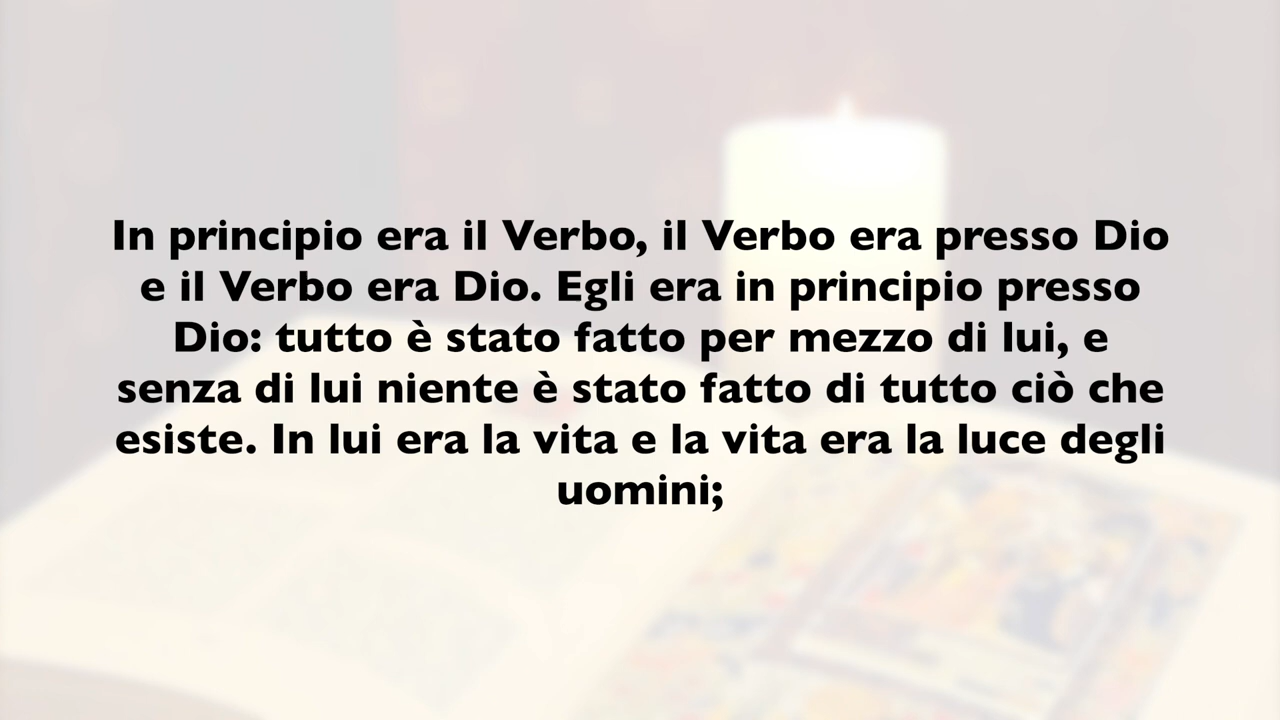 In principio era il Verbo, il Verbo era presso Dio
e il Verbo era Dio. Egli era in principio presso
Dio: tutto è stato fatto per mezzo di lui, e
senza di lui niente è stato fatto di tutto ciò che
esiste. In lui era la vita e la vita era la luce degli
uomini;